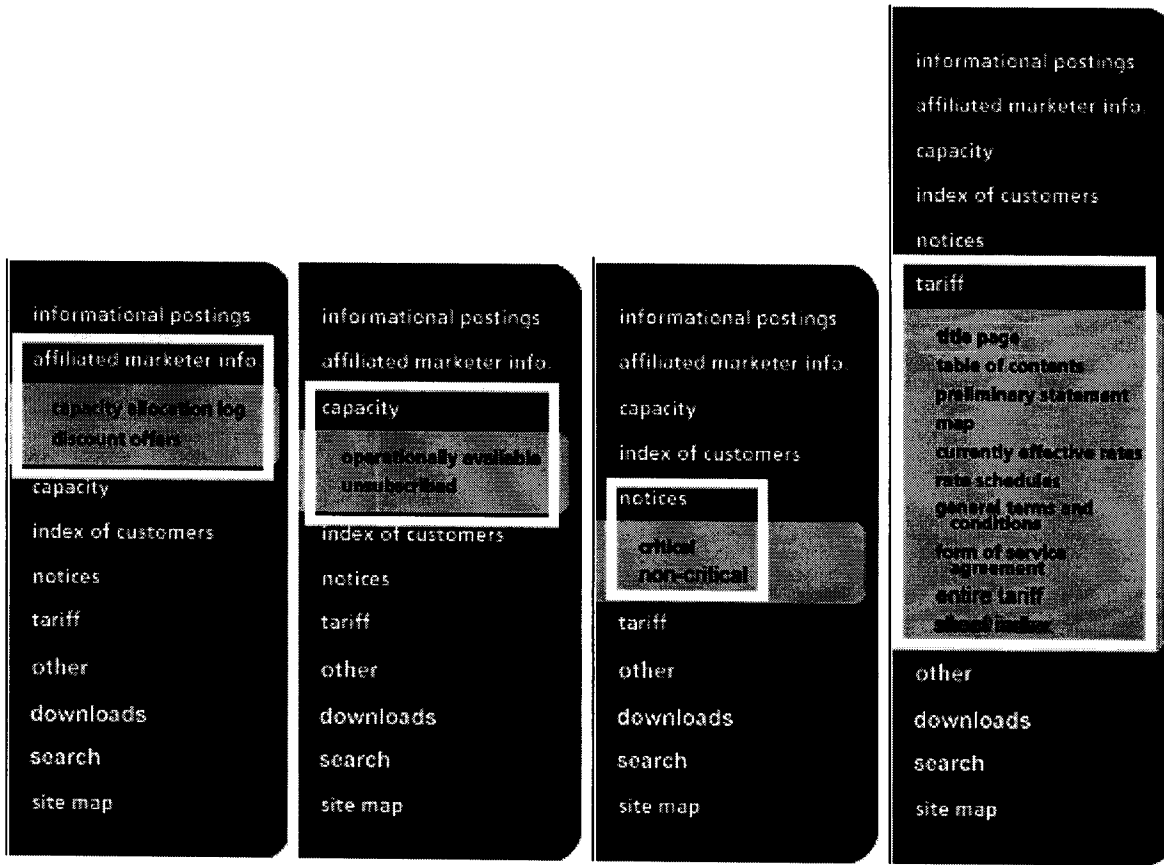 informational postings
affiliated marketer info.
capacity allocation log
discount offers
capacity
index of customers
notices
tariff
other
downloads
search
site map
informational postings
affiliated marketer info.
capacity
operationally available
unsubscribed
index of customers
notices
tariff
other
downloads
search
site map
informational postings
affiliated marketer info.
capacity
index of customers
notices
critical
non-critical
tariff
other
downloads
search
site map
informational postings
affiliated marketer info.
capacity
index of customers
notices
tariff
title page
table of contents
preliminary statement
map
currently effective rates
rate schedules
general terms and
conditions
form of service
agreement
entire tariff
other
downloads
search
site map